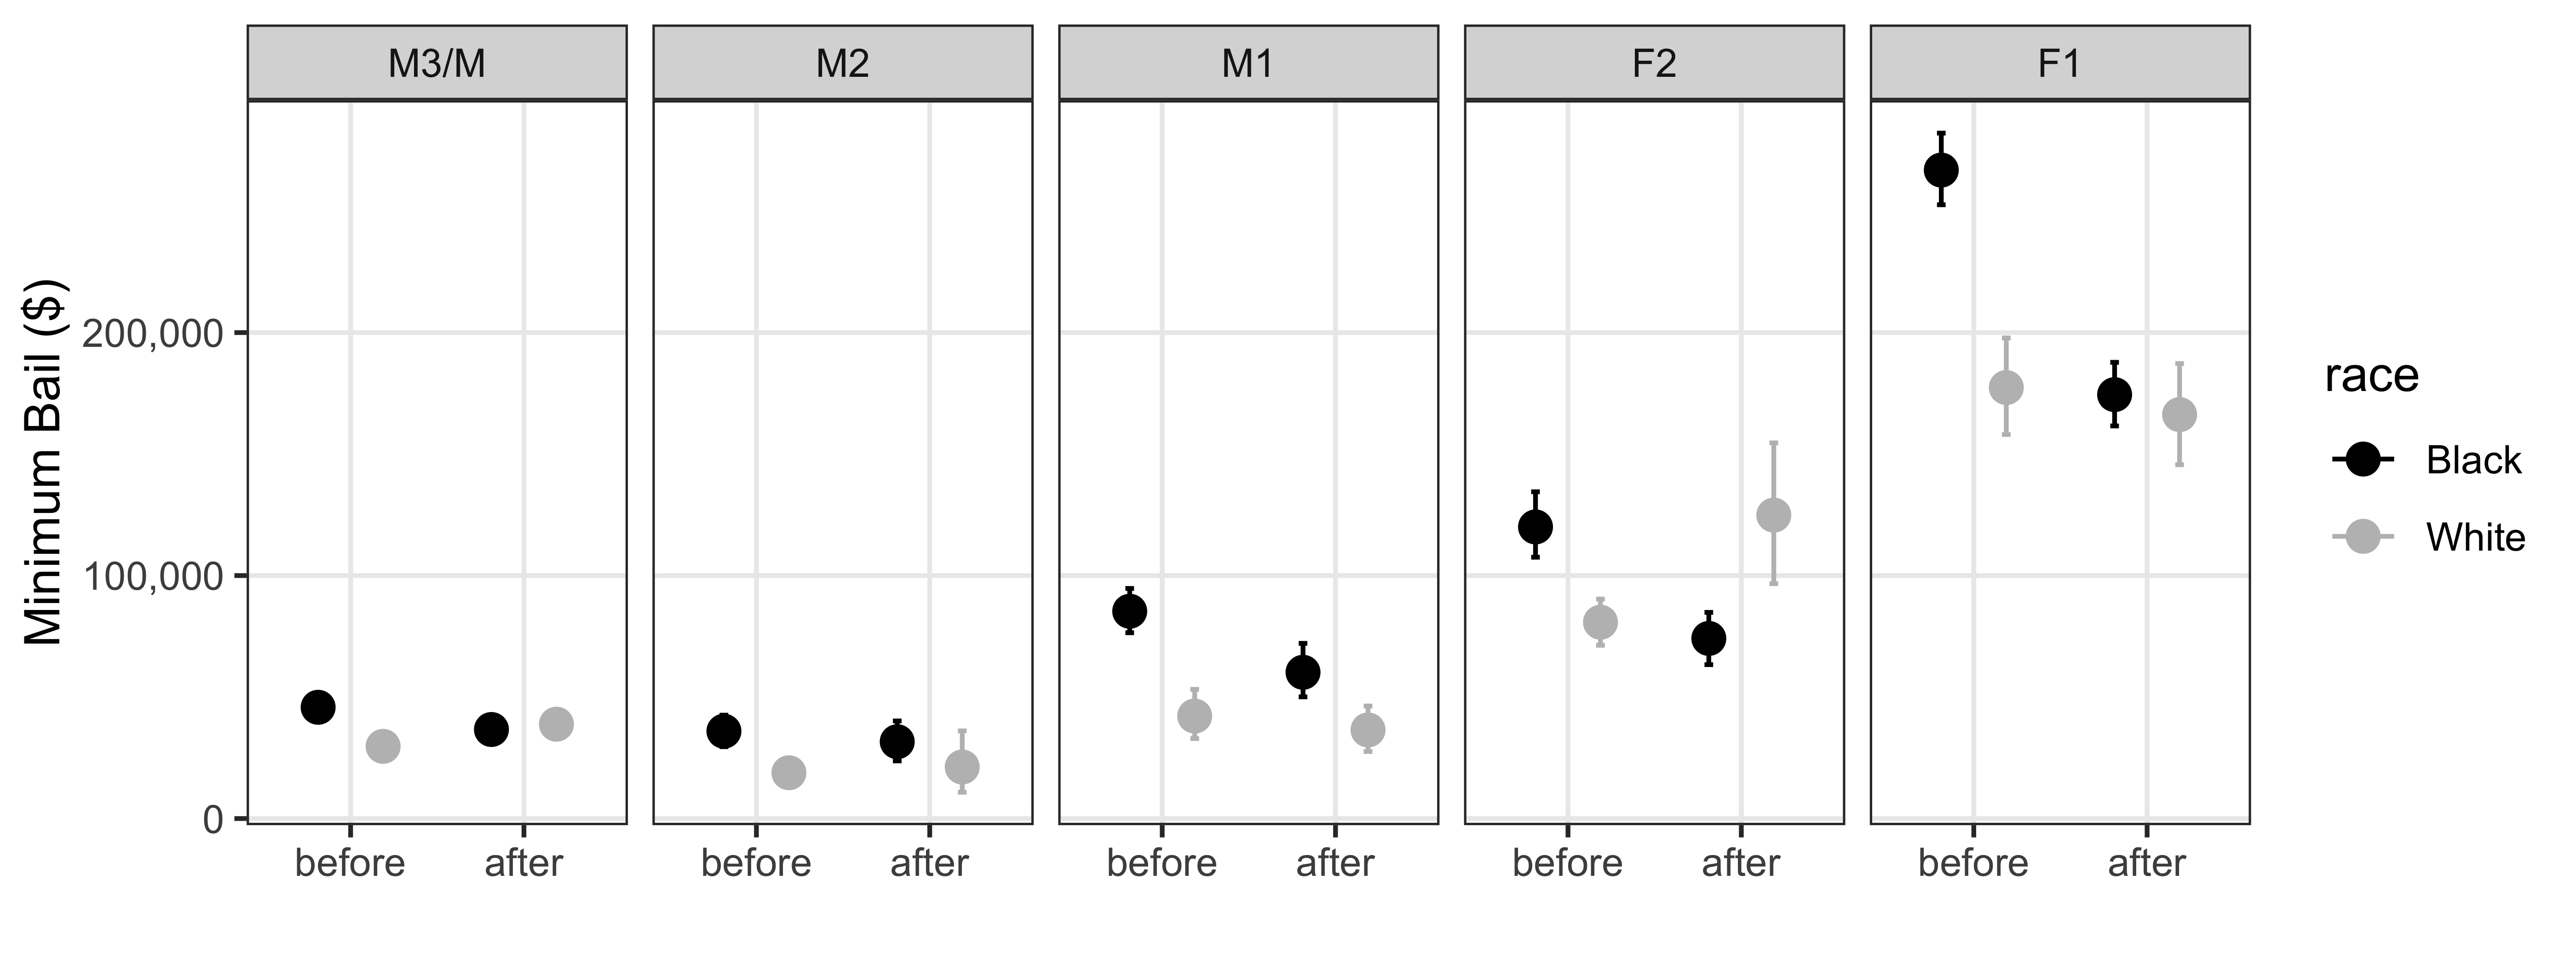 M3/M
M2
M1
F2
F1
Minimum Bail ($)
200,000
100,000
0
before
after
before
after
before
after
before
after
before
after
race
Black
White